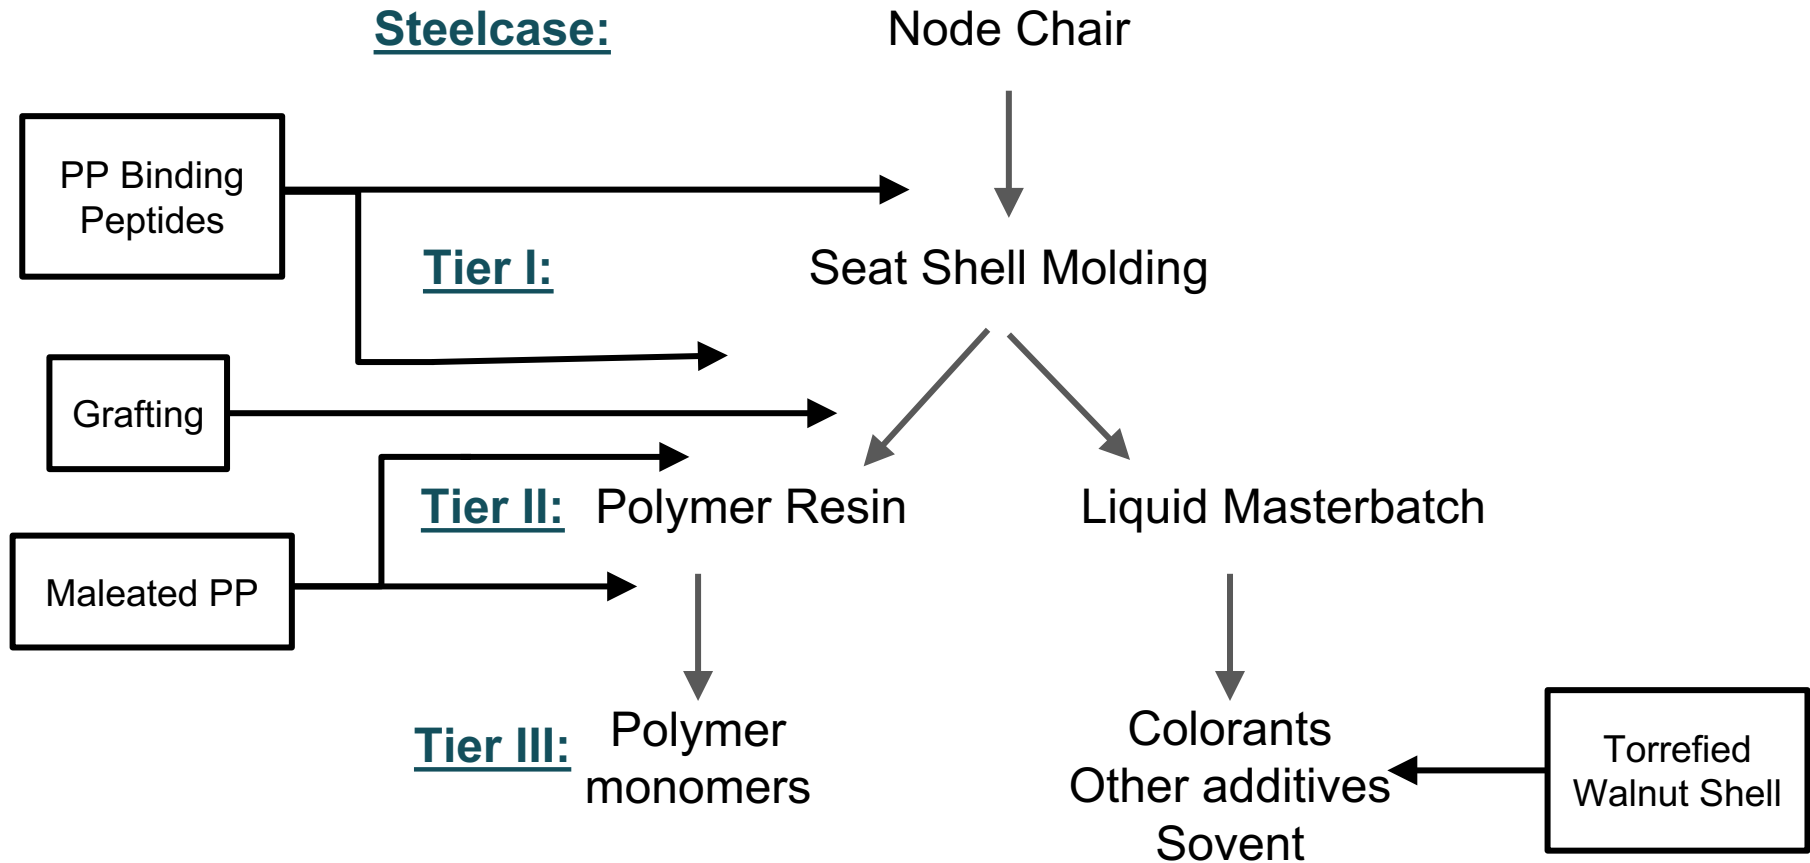 Steelcase: Node Chair
PP Binding
Peptides
Tier I: Seat Shell Molding
Grafting
Tier II: Polymer Resin Liquid Masterbatch
Maleated PP
Tier III: Polymer
monomers
Colorants
Other additives
Sovent
Torrefied
Walnut Shell